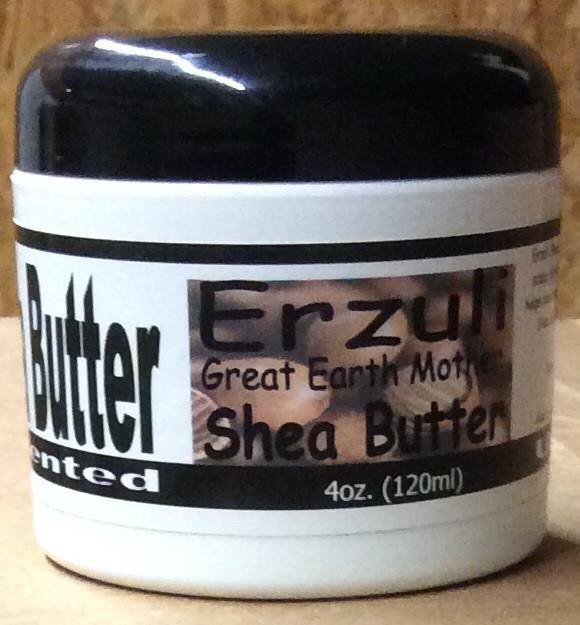 Butter
ented
Erzuli
Great Earth Mother
Shea Butter
4oz. (120ml)